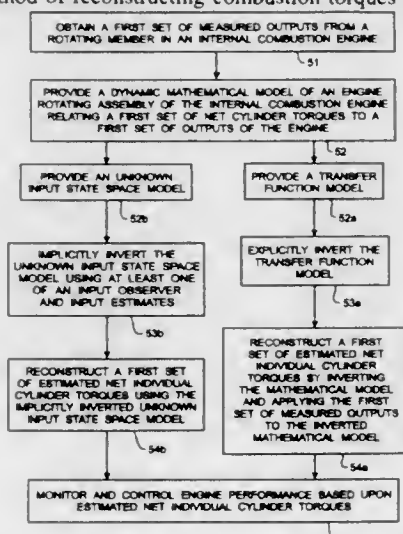 hod of reconstructing combustion torques
OBTAIN A FIRST SET OF MEASURED OUTPUTS FROM A
ROTATING MEMBER IN AN INTERNAL COMBUSTION ENGINE
51
PROVIDE A DYNAMIC MATHEMATICAL MODEL OF AN ENGINE
ROTATING ASSEMBLY OF THE INTERNAL COMBUSTION ENGINE
RELATING A FIRST SET OF NET CYLINDER TORQUES TO A
FIRST SET OF OUTPUTS OF THE ENGINE
52
PROVIDE AN UNKNOWN
INPUT STATE SPACE
MODEL
52b
PROVIDE A TRANSFER
FUNCTION MODEL
52a
IMPLICITLY INVERT THE
UNKNOWN INPUT STATE SPACE
MODEL USING AT LEAST ONE
OF AN INPUT OBSERVER
AND INPUT ESTIMATES
53b
EXPLICITLY INVERT THE
TRANSFER FUNCTION
MODEL
53a
RECONSTRUCT A FIRST SET
OF ESTIMATED NET INDIVIDUAL
CYLINDER TORQUES USING THE
IMPLICITLY INVERTED UNKNOWN
INPUT STATE SPACE MODEL
54b
RECONSTRUCT A FIRST
SET OF ESTIMATED NET
INDIVIDUAL CYLINDER
TORQUES BY INVERTING
THE MATHEMATICAL MODEL
AND APPLYING THE FIRST
SET OF MEASURED OUTPUTS
TO THE INVERTED
MATHEMATICAL MODEL
54a
MONITOR AND CONTROL ENGINE PERFORMANCE BASED UPON
ESTIMATED NET INDIVIDUAL CYLINDER TORQUES